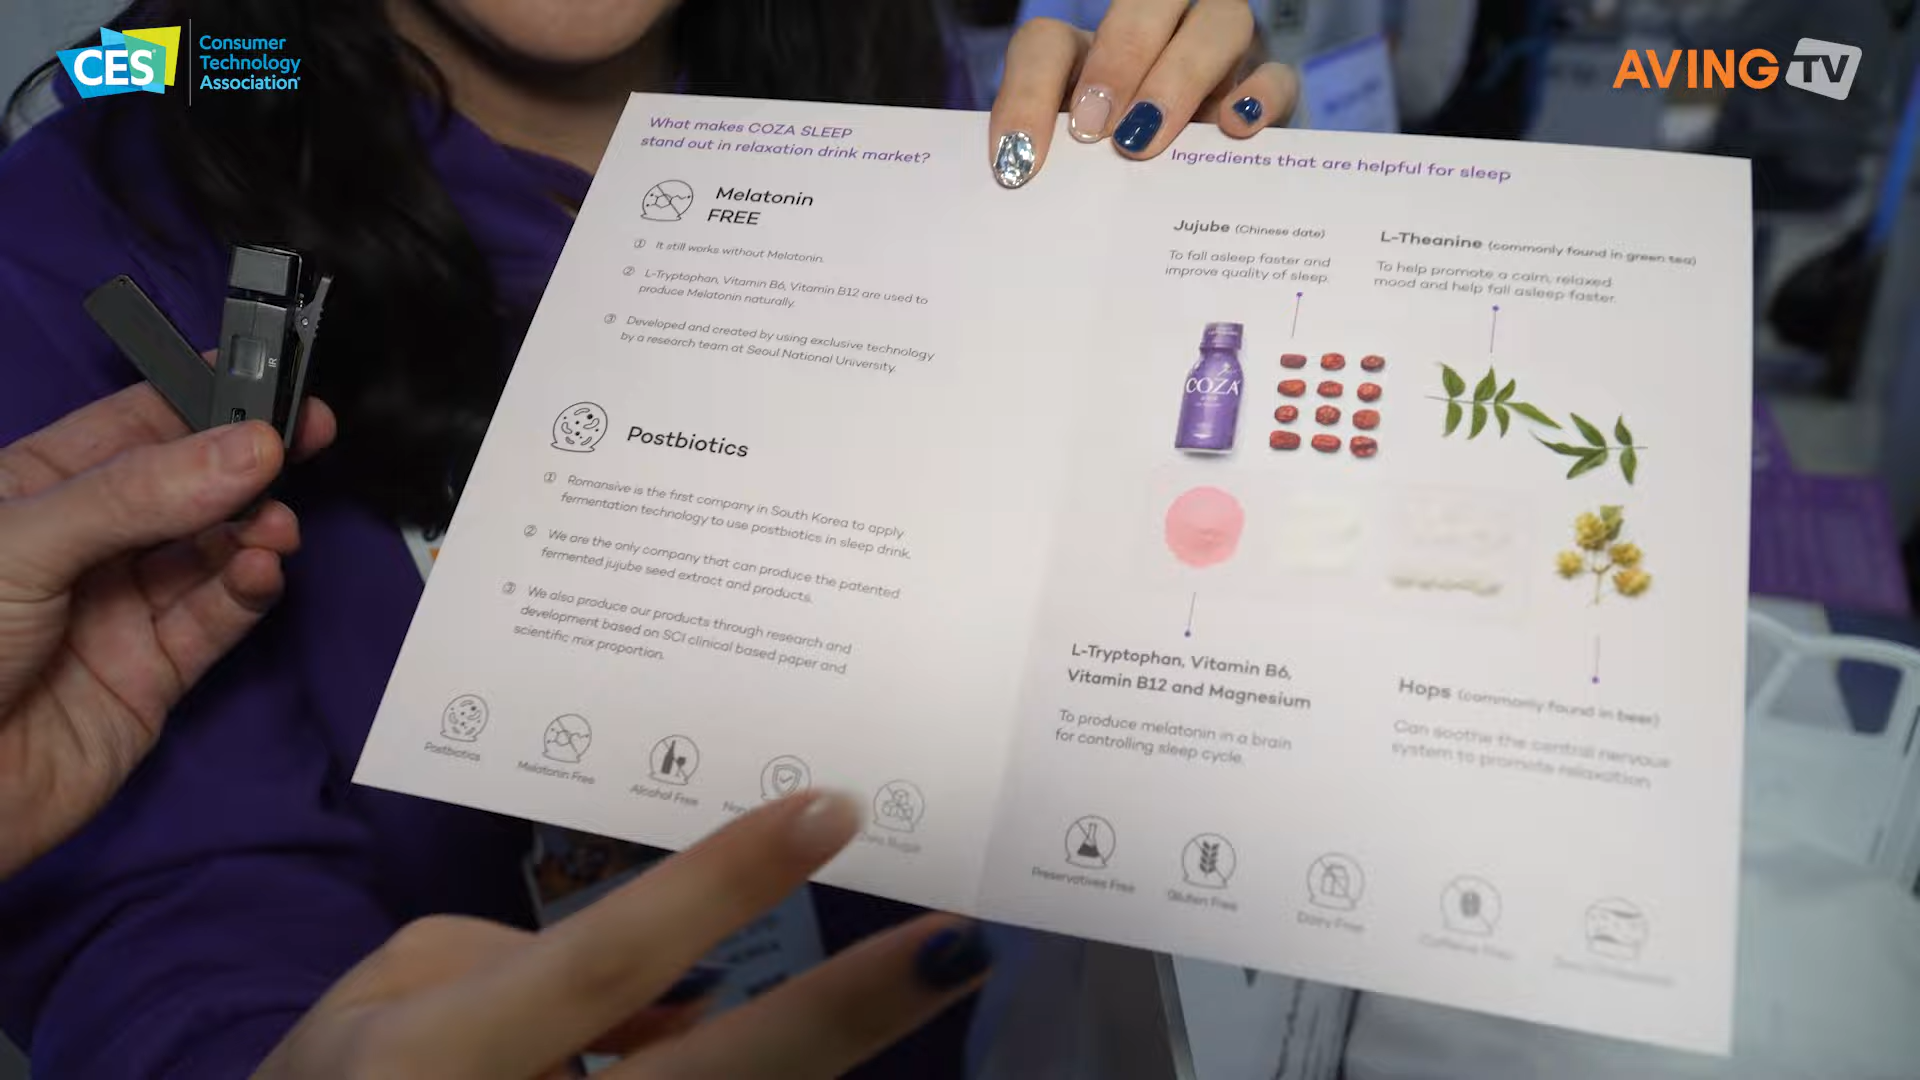 CES
Consumer
Technology
Association
AVING TV
What makes COZA SLEEP
stand out in relaxation drink market?
Melatonin
FREE
① It still works without Melatonin.
② L-Tryptophan, Vitamin B6, Vitamin B12 are used to
produce Melatonin naturally.
③ Developed and created by using exclusive technology
by a research team at Seoul National University.
Postbiotics
① Romansive is the first company in South Korea to apply
fermentation technology to use postbiotics in sleep drink.
② We are the only company that can produce the patented
fermented jujube seed extract and products.
③ We also produce our products through research and
development based on SCI clinical based paper and
scientific mix proportion.
Postbiotics
Melatonin Free
Alcohol Free
Ingredients that are helpful for sleep
Jujube (Chinese date)
To fall asleep faster and
improve quality of sleep.
L-Theanine (commonly found in green tea)
To help promote a calm, relaxed
mood and help fall asleep faster.
COZA
L-Tryptophan, Vitamin B6,
Vitamin B12 and Magnesium
To produce melatonin in a brain
for controlling sleep cycle.
Hops (commonly found in beer)
Can soothe the central nervous
system to promote relaxation
Preservatives Free
Gluten Free
Dairy Free
Caffeine Free
IR